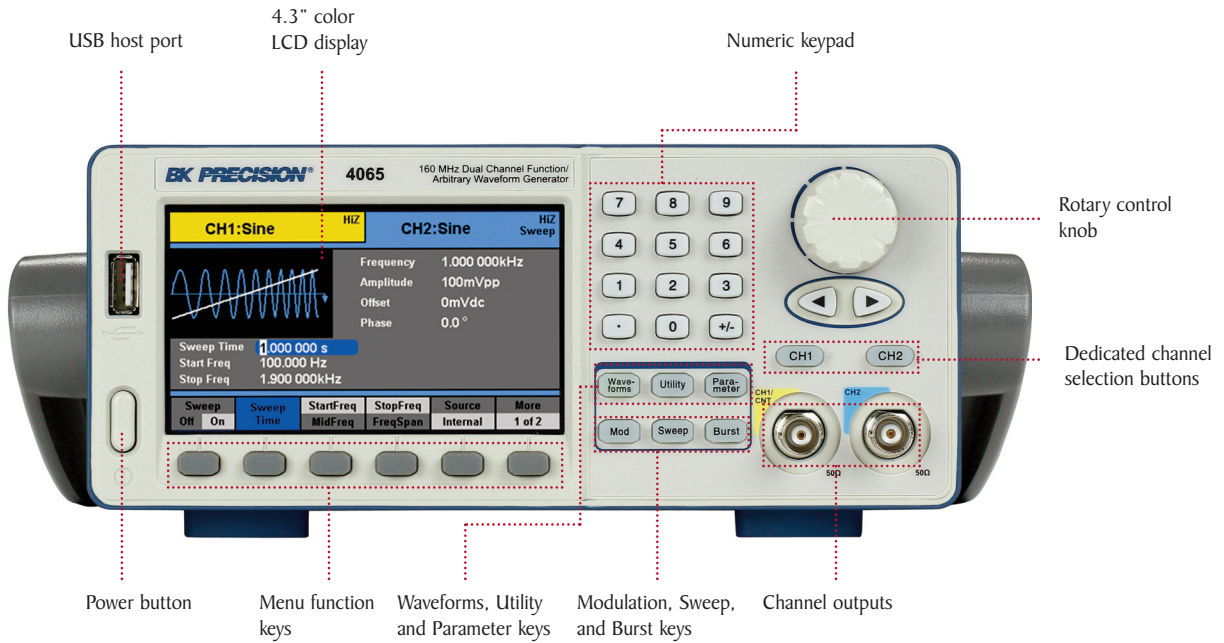 4.3" color
LCD display
USB host port
Numeric keypad
BK PRECISION® 4065
160 MHz Dual Channel Function/
Arbitrary Waveform Generator
CH1:Sine HiZ
CH2:Sine HiZ
Sweep
Frequency 1.000 000kHz
Amplitude 100mVpp
Offset 0mVdc
Phase 0.0 °
Sweep Time 1.000 000 s
Start Freq 100.000 Hz
Stop Freq 1.900 000kHz
Sweep
Off On
Sweep
Time
StartFreq
MidFreq
StopFreq
FreqSpan
Source
Internal
More
1 of 2
7 8 9
4 5 6
1 2 3
· 0 +/-
Wave-
forms
Utility
Para-
meter
Mod Sweep Burst
CH1 CH2
CH1/
CNT
CH2
50Ω
50Ω
Rotary control
knob
Dedicated channel
selection buttons
Power button
Menu function
keys
Waveforms, Utility
and Parameter keys
Modulation, Sweep,
and Burst keys
Channel outputs